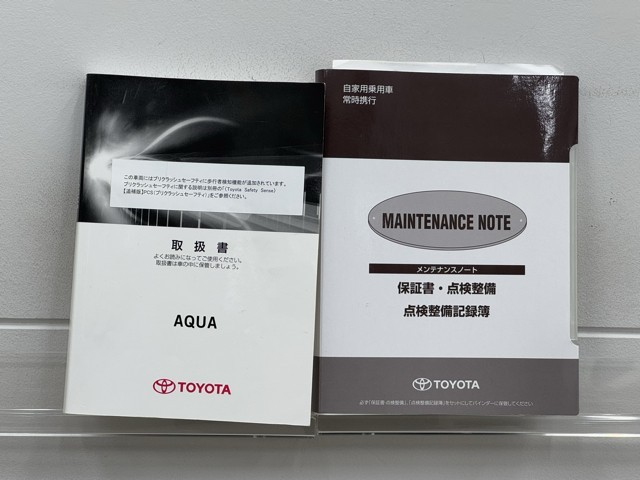 この車両にはプリクラッシュセーフティに歩行者検知機能が追加されています。
プリクラッシュセーフティに関する説明は別冊の「(Toyota Safety Sense)
【追補版】PCS(プリクラッシュセーフティ)」をご参照ください。
取扱書
よくお読みになってご使用ください。
取扱書は車の中に保管しましょう。
AQUA
TOYOTA
自家用乗用車
常時携行
MAINTENANCE NOTE
メンテナンスノート
保証書・点検整備
点検整備記録簿
TOYOTA